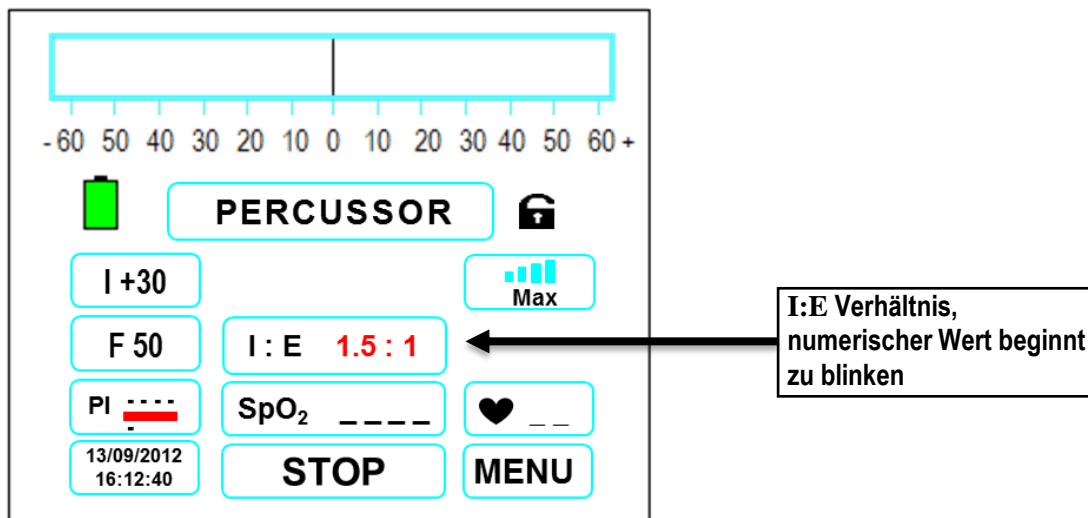 - 60 50 40 30 20 10 0 10 20 30 40 50 60 +
PERCUSSOR
I +30
Max
F 50
I : E 1.5 : 1
I:E Verhältnis,
numerischer Wert beginnt
zu blinken
PI - - - -
-
SpO₂ _ _ _ _
_ _
13/09/2012
16:12:40
STOP
MENU